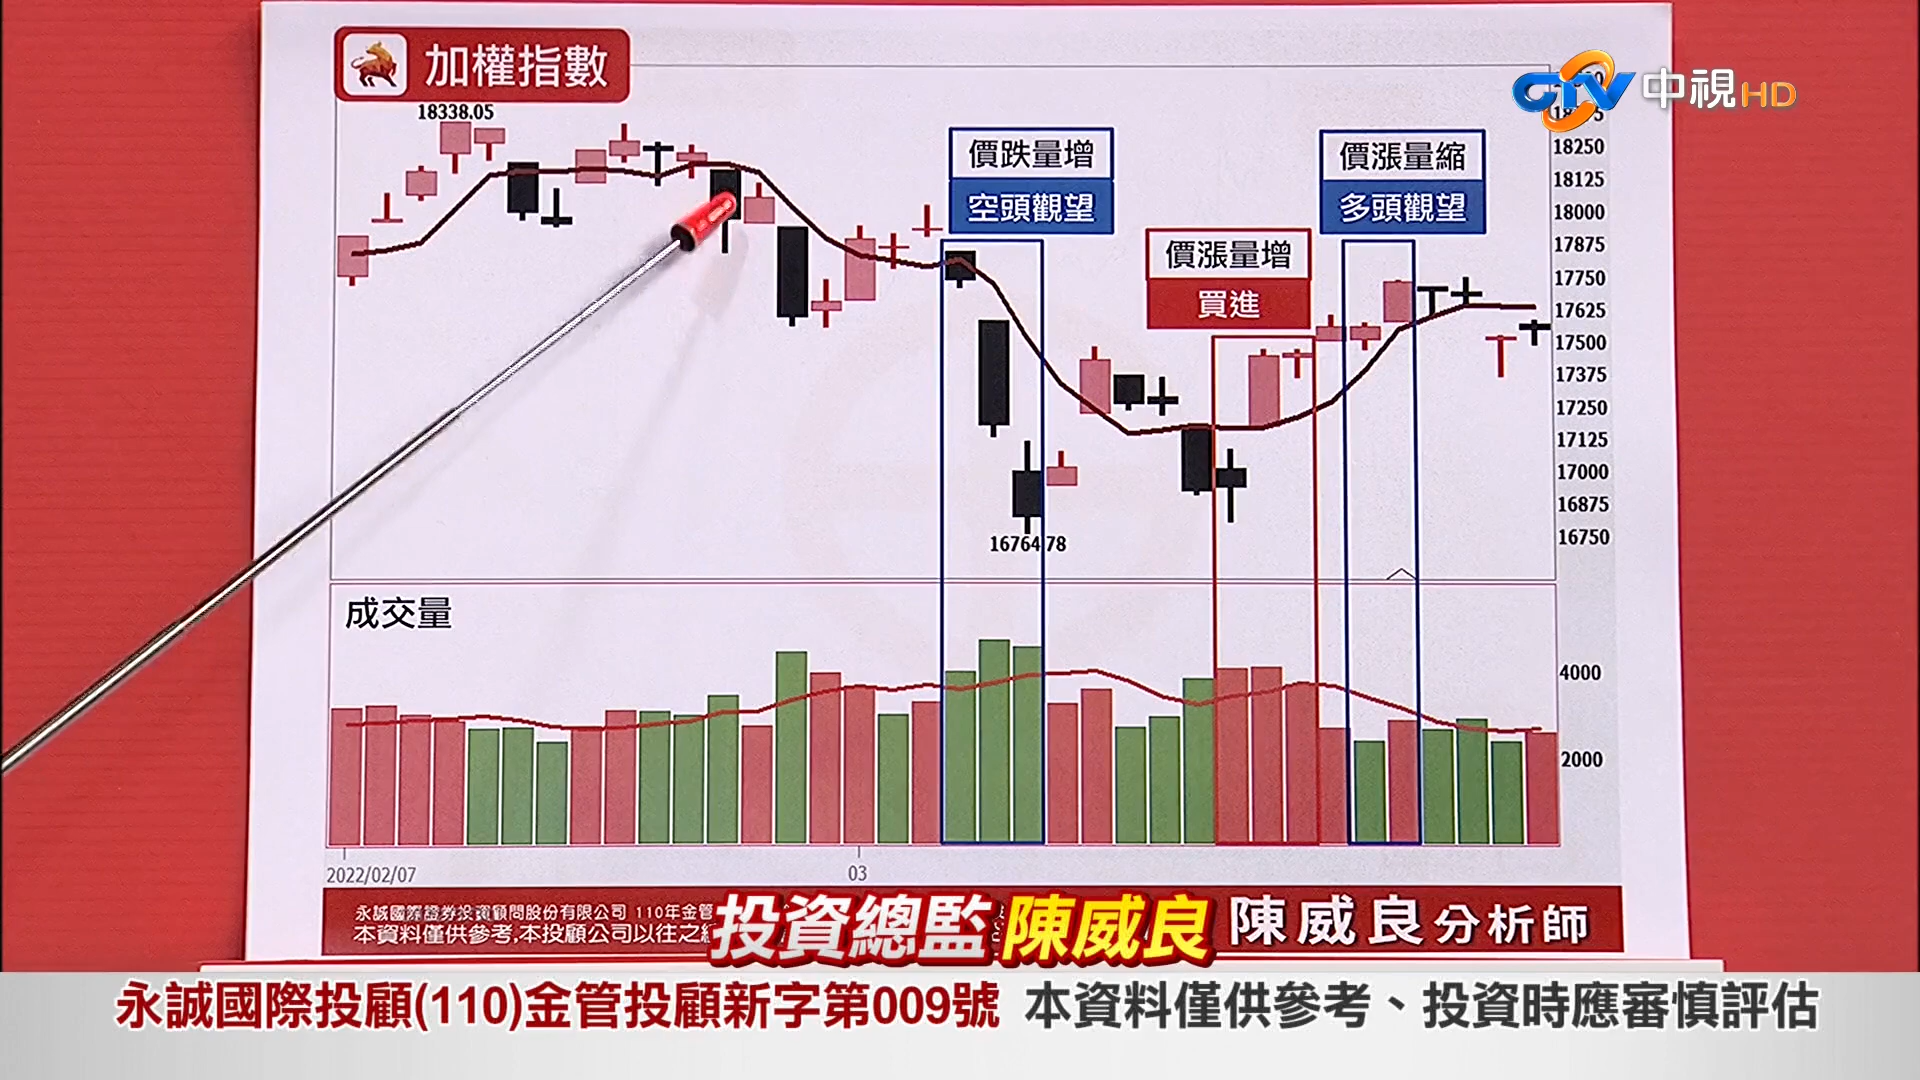 加權指數
CTV 中視HD
18338.05
價跌量增
空頭觀望
價漲量增
買進
價漲量縮
多頭觀望
18250
18125
18000
17875
17750
17625
17500
17375
17250
17125
17000
16875
16750
16764.78
成交量
4000
2000
2022/02/07
03
永誠國際證券投資顧問股份有限公司 110年金管
本資料僅供參考,本投顧公司以往之
投資總監 陳威良
陳威良分析師
永誠國際投顧(110)金管投顧新字第009號 本資料僅供參考、投資時應審慎評估